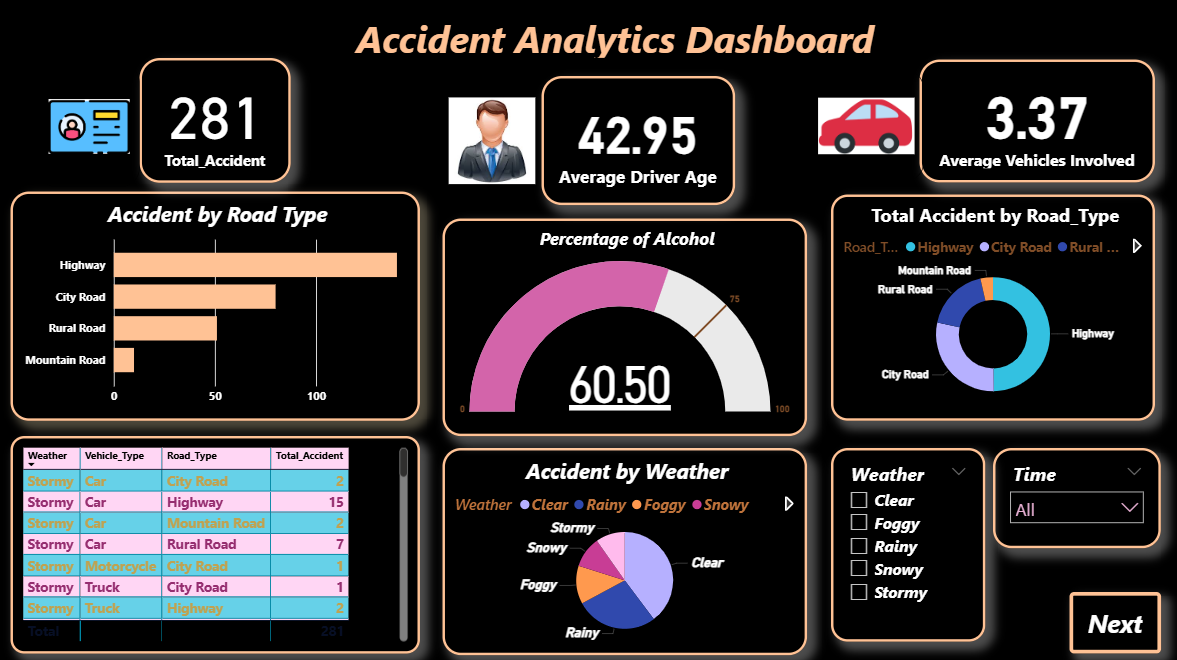 Accident Analytics Dashboard
281
Total_Accident
42.95
Average Driver Age
3.37
Average Vehicles Involved
Accident by Road Type
Highway
City Road
Rural Road
Mountain Road
0 50 100
Percentage of Alcohol
75
60.50
0 100
Total Accident by Road_Type
Road_T... Highway City Road Rural ...
Mountain Road
Rural Road
Highway
City Road
Weather Vehicle_Type Road_Type Total_Accident
Stormy Car City Road 2
Stormy Car Highway 15
Stormy Car Mountain Road 2
Stormy Car Rural Road 7
Stormy Motorcycle City Road 1
Stormy Truck City Road 1
Stormy Truck Highway 2
Total 281
Accident by Weather
Weather Clear Rainy Foggy Snowy
Stormy
Snowy
Clear
Foggy
Rainy
Weather
Clear
Foggy
Rainy
Snowy
Stormy
Time
All
Next